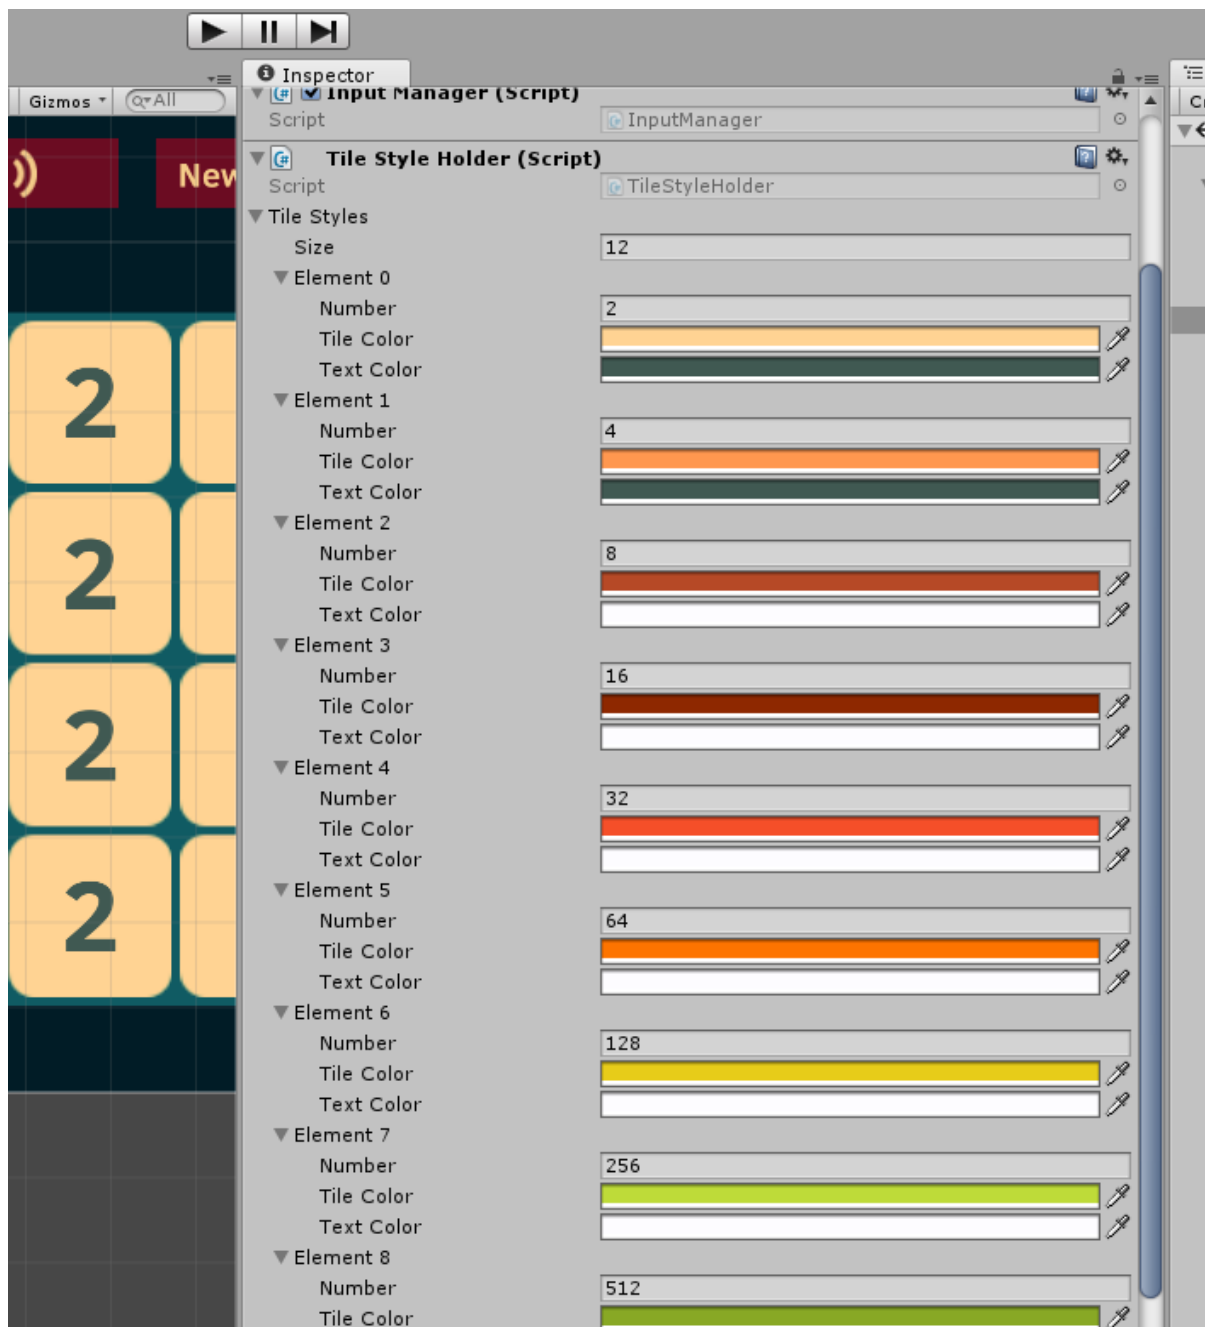 Inspector
Gizmos
All
Input Manager (Script)
Script
InputManager
New
Tile Style Holder (Script)
Script
TileStyleHolder
Tile Styles
Size
12
Element 0
Number
2
Tile Color
Text Color
Element 1
Number
4
Tile Color
Text Color
Element 2
Number
8
Tile Color
Text Color
Element 3
Number
16
Tile Color
Text Color
Element 4
Number
32
Tile Color
Text Color
Element 5
Number
64
Tile Color
Text Color
Element 6
Number
128
Tile Color
Text Color
Element 7
Number
256
Tile Color
Text Color
Element 8
Number
512
Tile Color
2
2
2
2